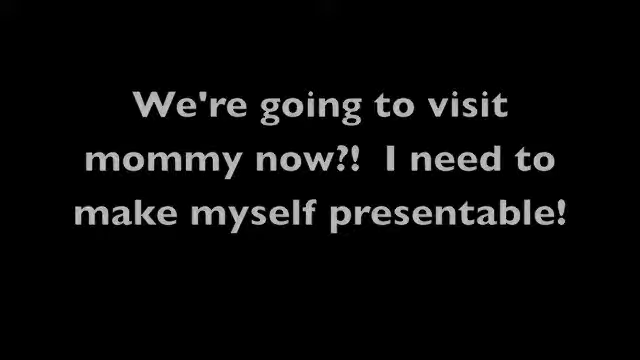 We're going to visit
mommy now?!  I need to
make myself presentable!